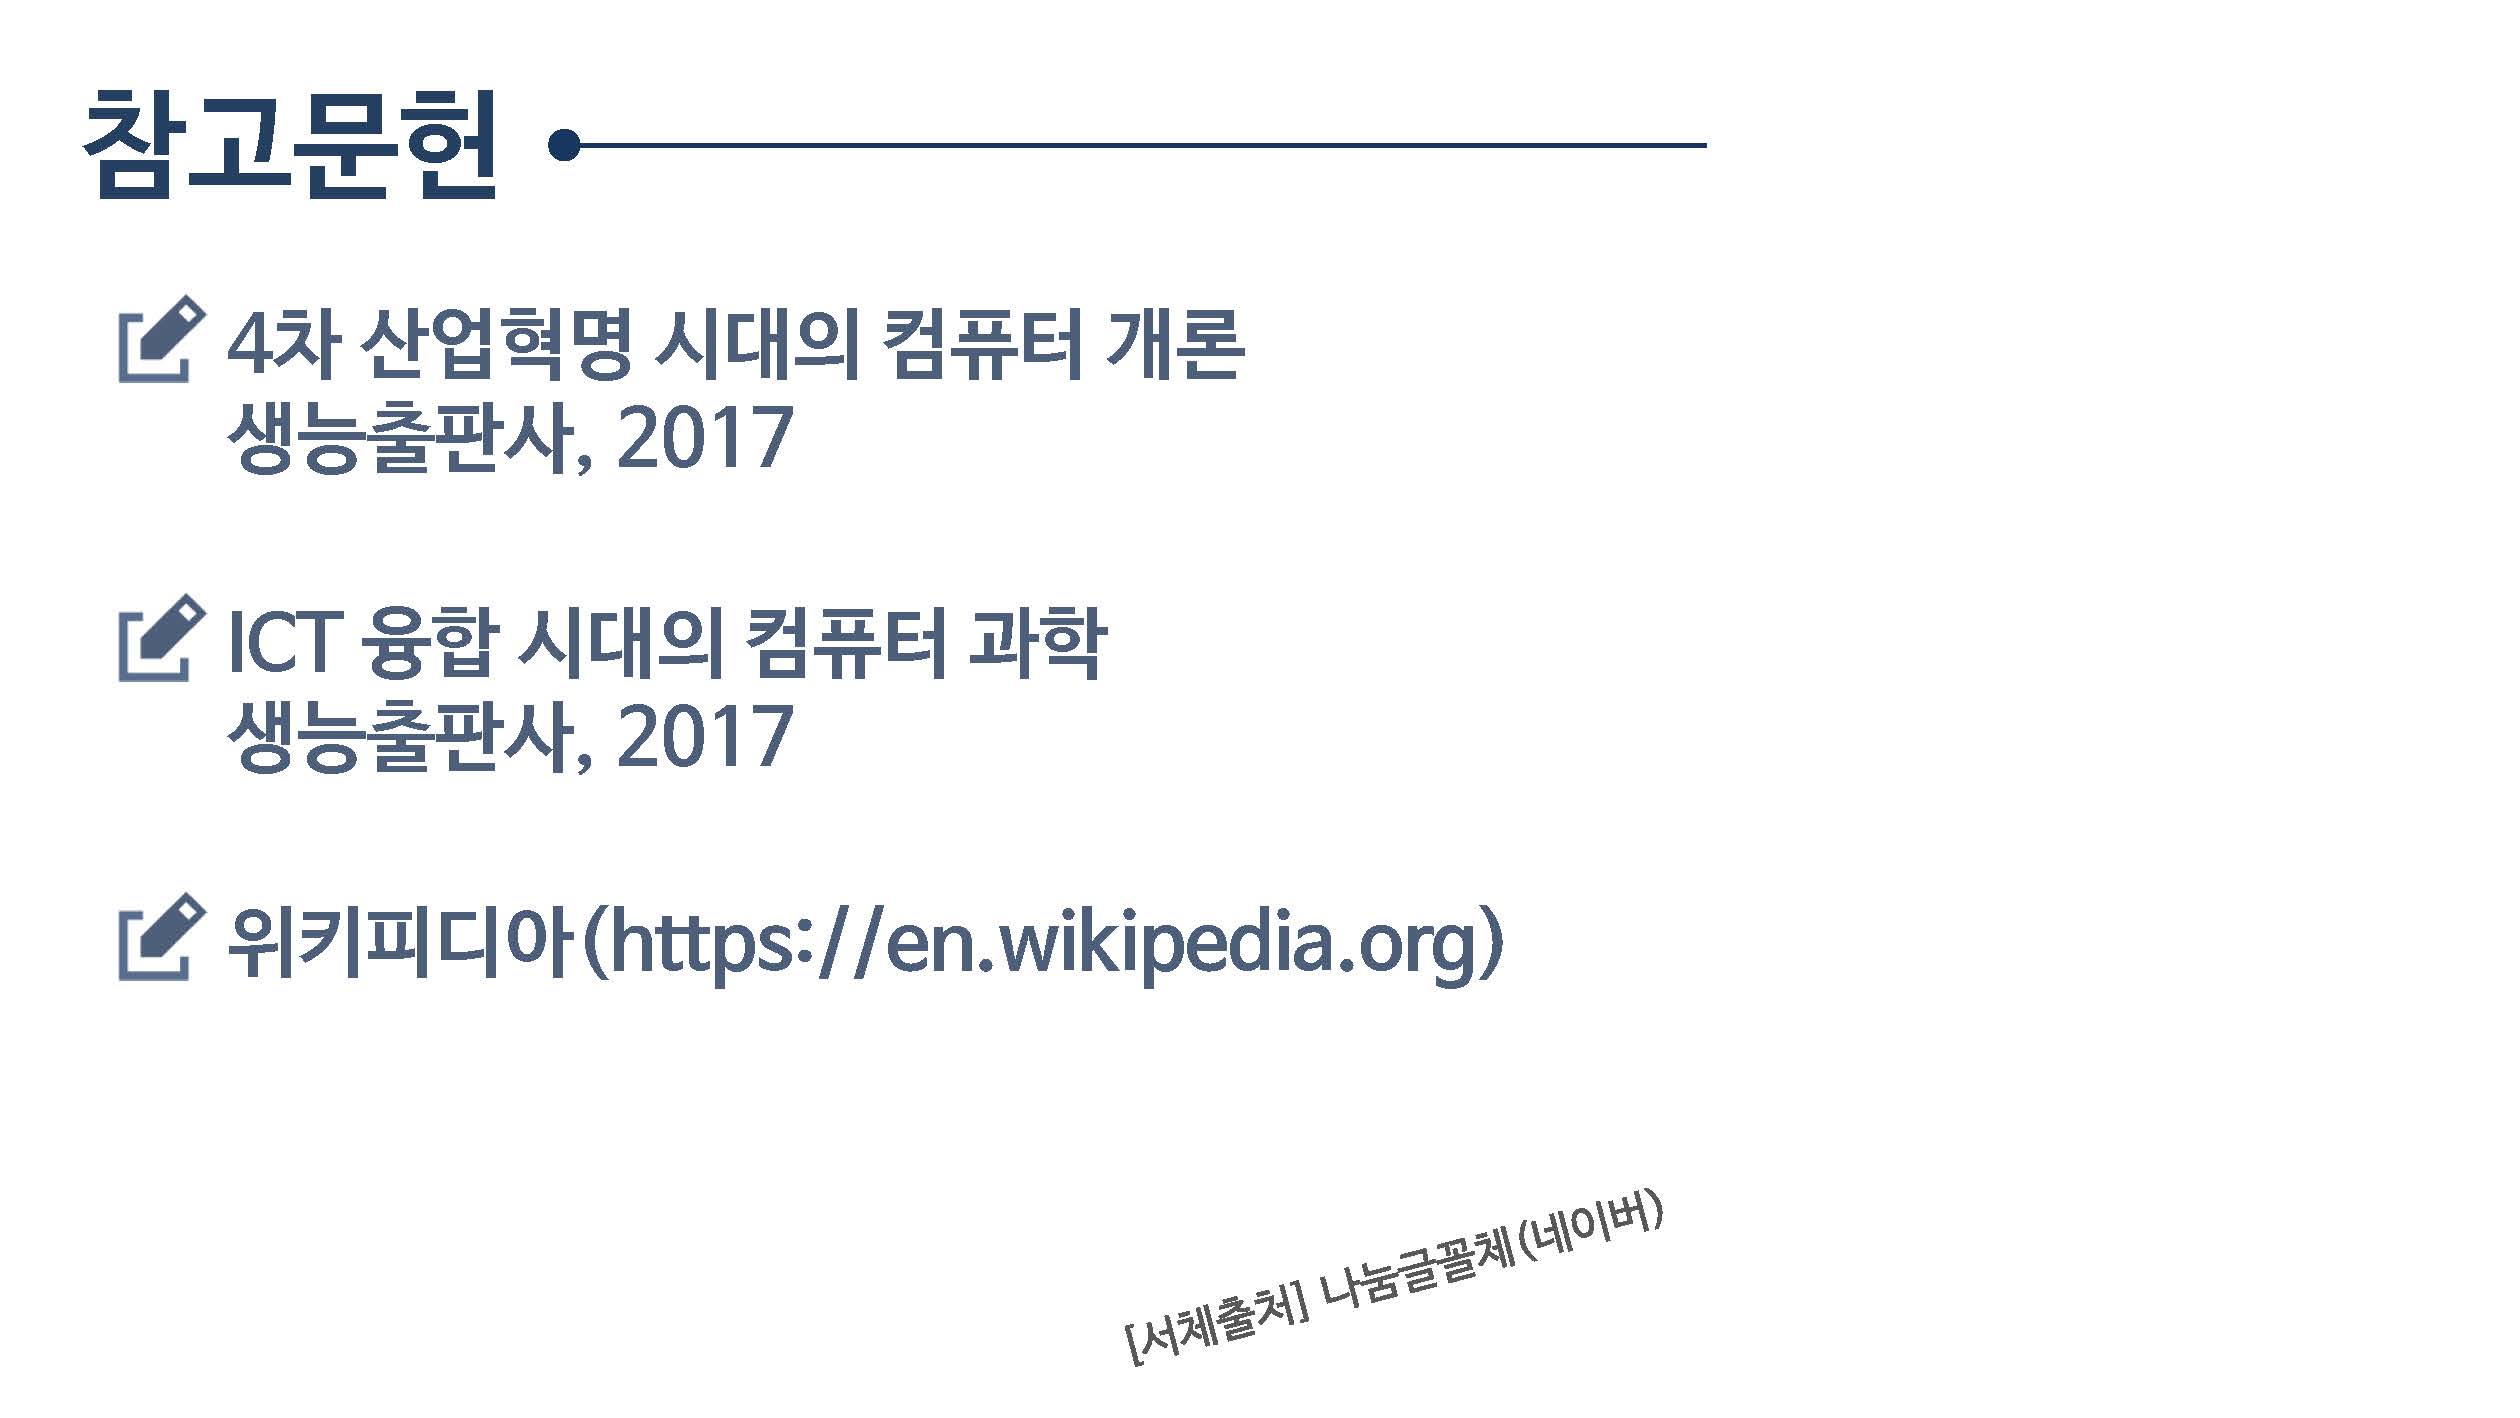 참고문헌
4차 산업혁명 시대의 컴퓨터 개론
생능출판사, 2017
ICT 융합 시대의 컴퓨터 과학
생능출판사, 2017
위키피디아(https://en.wikipedia.org)
[서체출처] 나눔글꼴체(네이버)